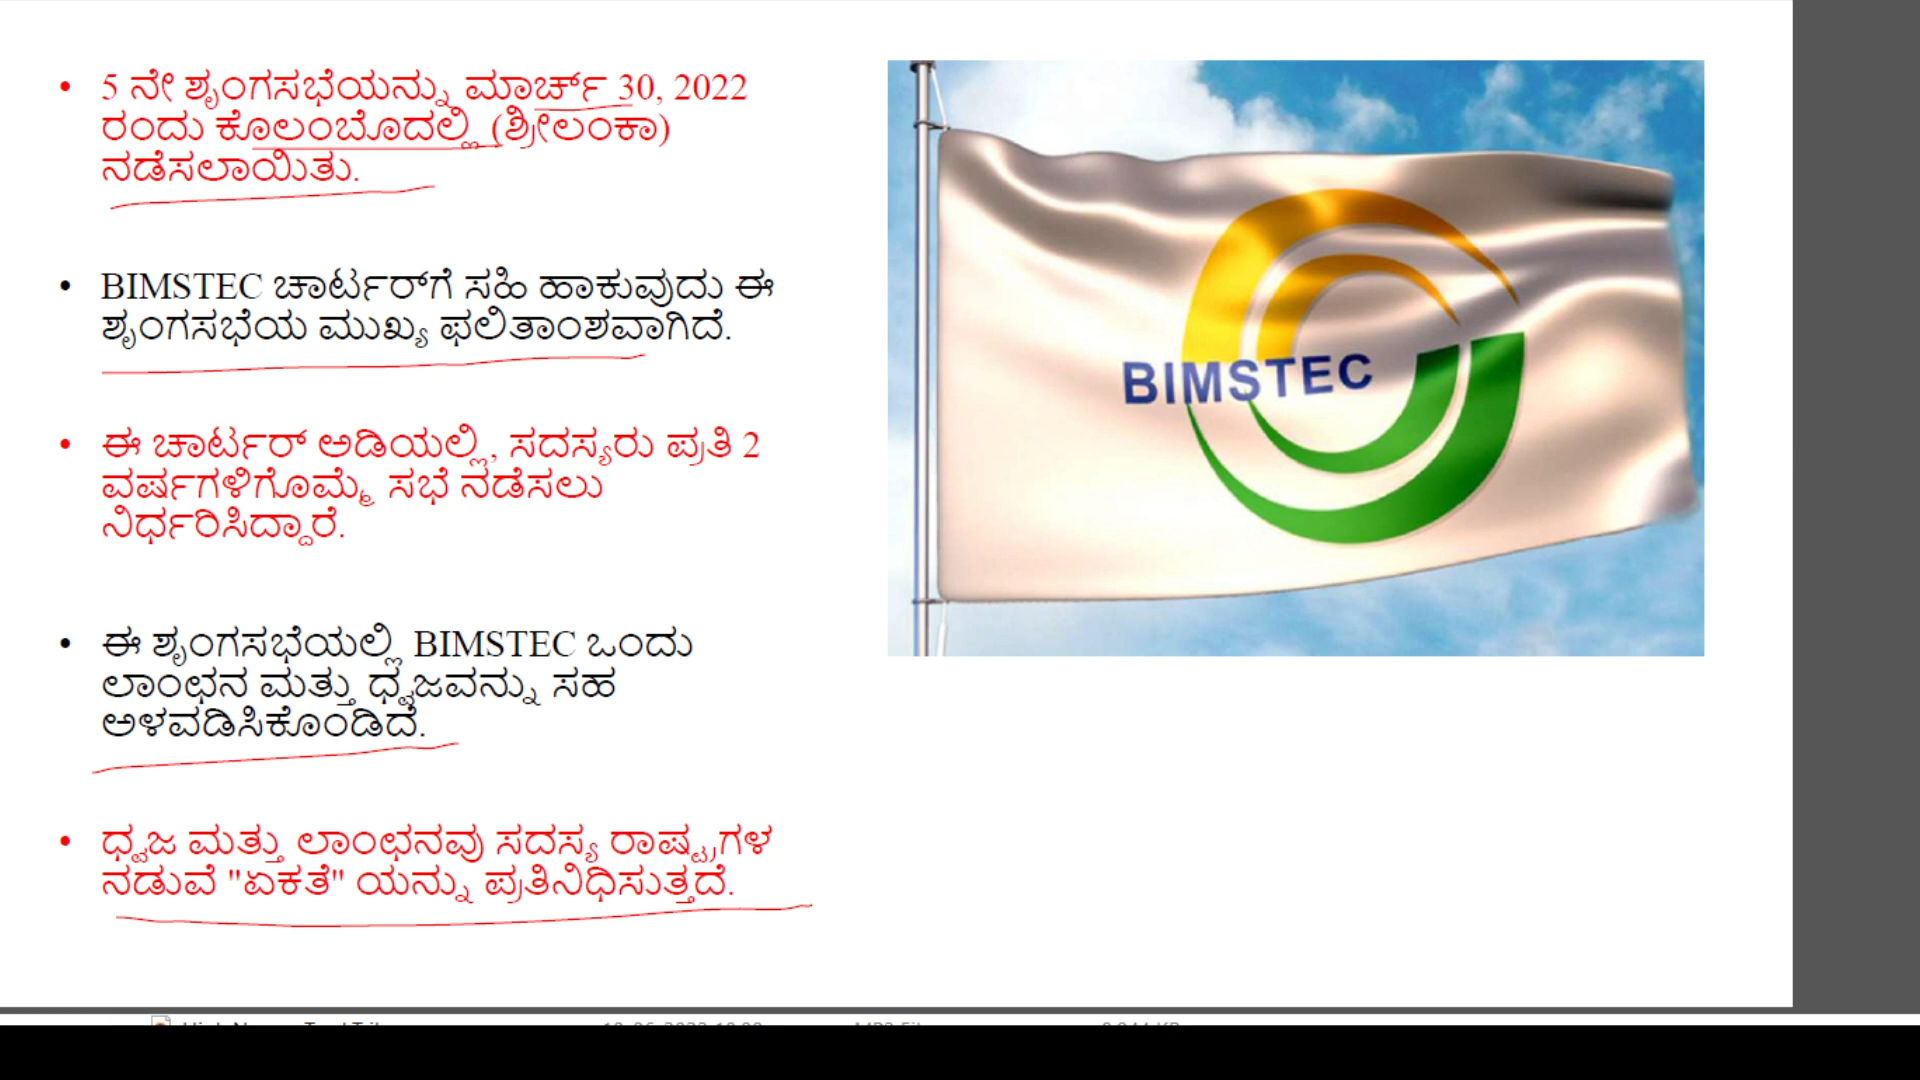 • 5 ನೇ ಶೃಂಗಸಭೆಯನ್ನು ಮಾರ್ಚ್ 30, 2022
ರಂದು ಕೊಲಂಬೊದಲ್ಲಿ (ಶ್ರೀಲಂಕಾ)
ನಡೆಸಲಾಯಿತು.
• BIMSTEC ಚಾರ್ಟರ್‌ಗೆ ಸಹಿ ಹಾಕುವುದು ಈ
ಶೃಂಗಸಭೆಯ ಮುಖ್ಯ ಫಲಿತಾಂಶವಾಗಿದೆ.
• ಈ ಚಾರ್ಟರ್ ಅಡಿಯಲ್ಲಿ, ಸದಸ್ಯರು ಪ್ರತಿ 2
ವರ್ಷಗಳಿಗೊಮ್ಮೆ ಸಭೆ ನಡೆಸಲು
ನಿರ್ಧರಿಸಿದ್ದಾರೆ.
• ಈ ಶೃಂಗಸಭೆಯಲ್ಲಿ BIMSTEC ಒಂದು
ಲಾಂಛನ ಮತ್ತು ಧ್ವಜವನ್ನು ಸಹ
ಅಳವಡಿಸಿಕೊಂಡಿದೆ.
• ಧ್ವಜ ಮತ್ತು ಲಾಂಛನವು ಸದಸ್ಯ ರಾಷ್ಟ್ರಗಳ
ನಡುವೆ "ಏಕತೆ" ಯನ್ನು ಪ್ರತಿನಿಧಿಸುತ್ತದೆ.
BIMSTEC